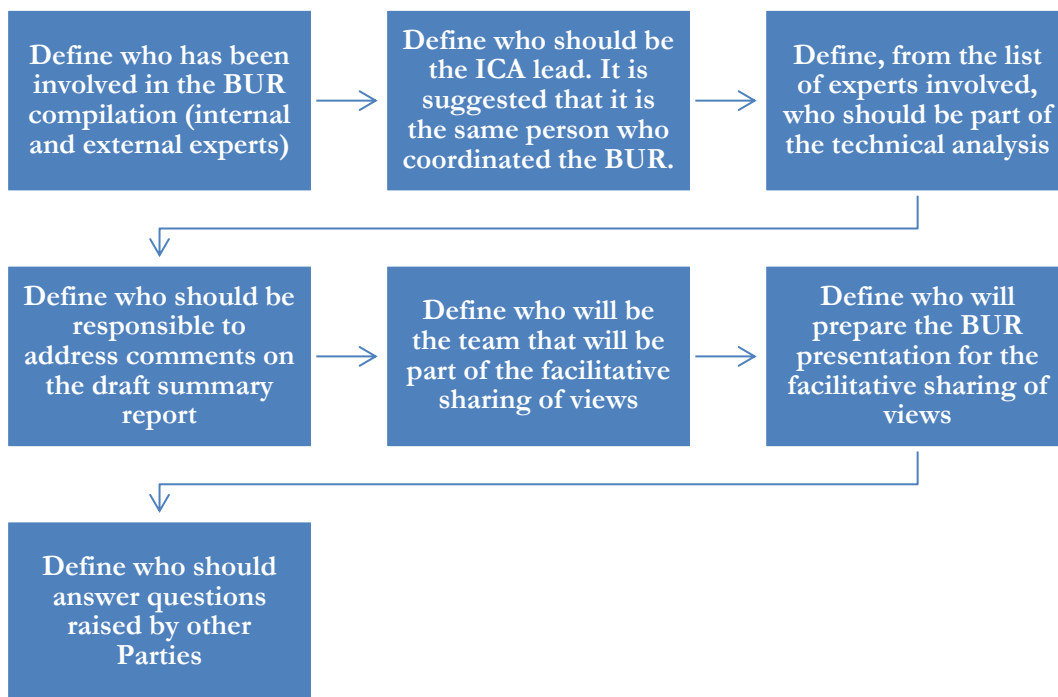 Define who has been
involved in the BUR
compilation (internal
and external experts)
Define who should be
the ICA lead. It is
suggested that it is
the same person who
coordinated the BUR.
Define, from the list
of experts involved,
who should be part of
the technical analysis
Define who should be
responsible to
address comments on
the draft summary
report
Define who will be
the team that will be
part of the facilitative
sharing of views
Define who will
prepare the BUR
presentation for the
facilitative sharing of
views
Define who should
answer questions
raised by other
Parties